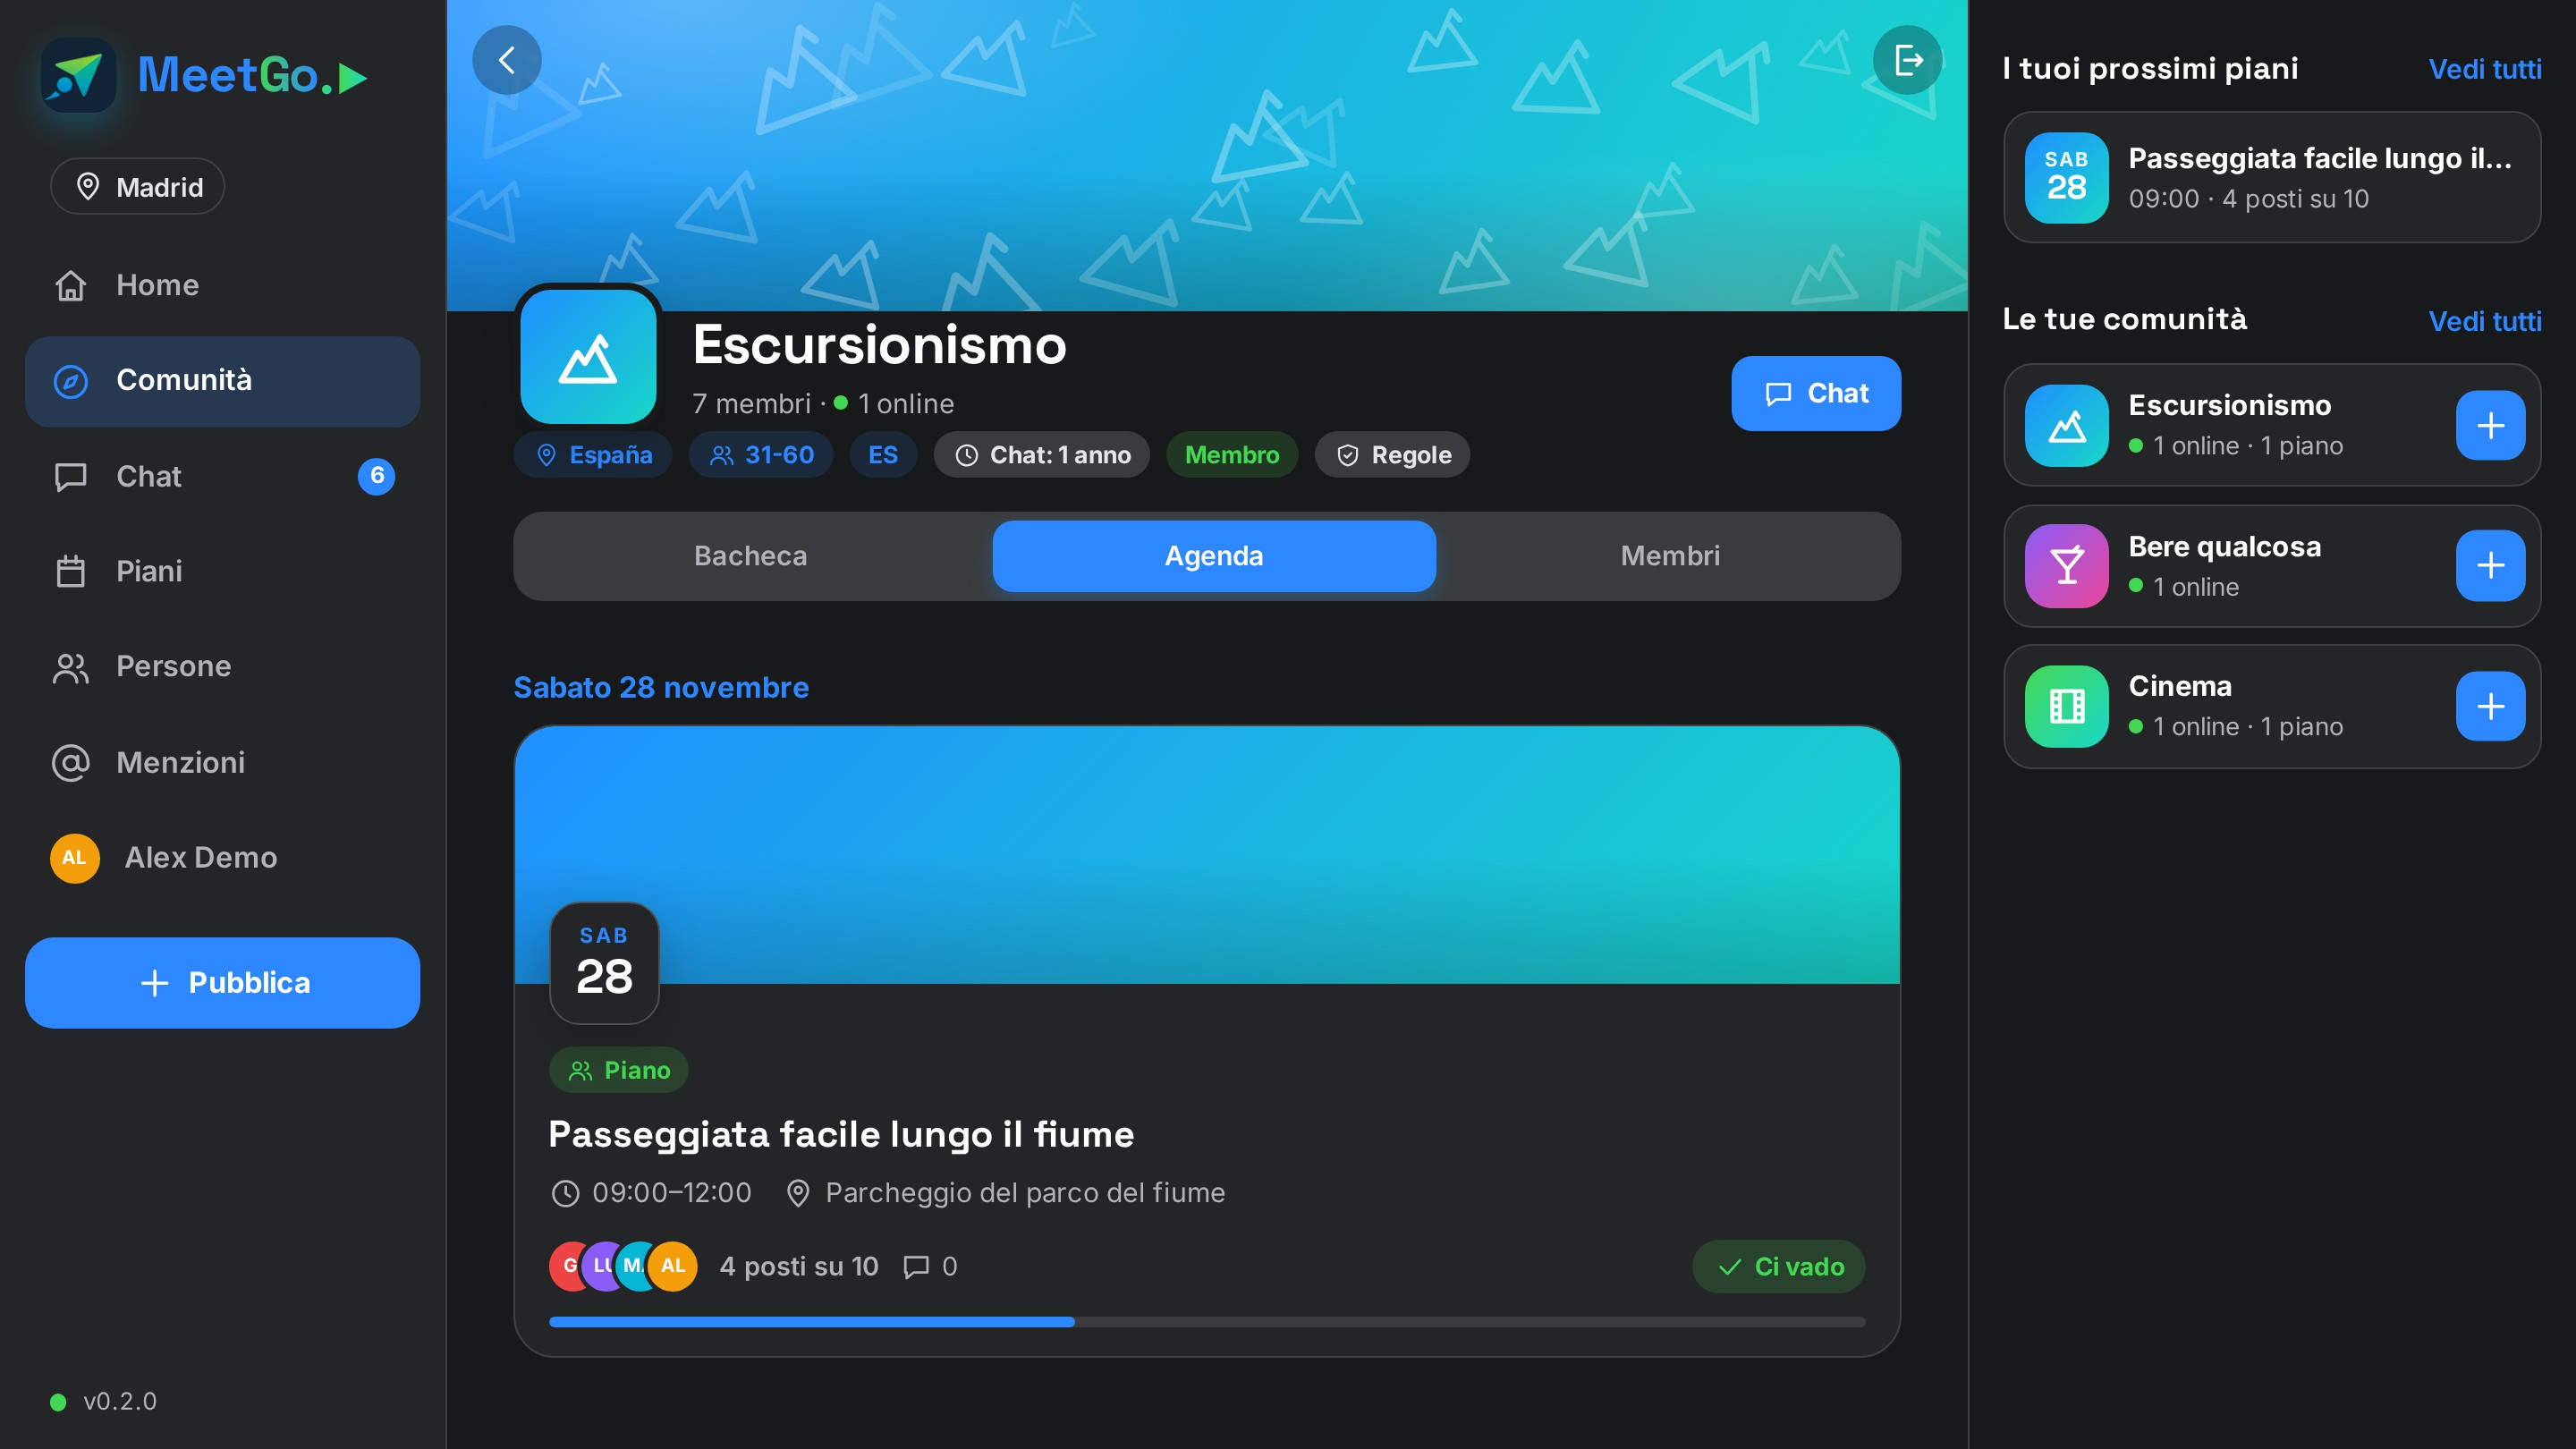 MeetGo.
Madrid
Home
Comunità
Chat
6
Piani
Persone
Menzioni
AL
Alex Demo
Pubblica
v0.2.0
Escursionismo
7 membri · 1 online
Chat
España
31-60
ES
Chat: 1 anno
Membro
Regole
Bacheca
Agenda
Membri
Sabato 28 novembre
SAB
28
Piano
Passeggiata facile lungo il fiume
09:00–12:00
Parcheggio del parco del fiume
G
LU
AL
4 posti su 10
0
Ci vado
I tuoi prossimi piani
Vedi tutti
SAB
28
Passeggiata facile lungo il...
09:00 · 4 posti su 10
Le tue comunità
Vedi tutti
Escursionismo
1 online · 1 piano
Bere qualcosa
1 online
Cinema
1 online · 1 piano